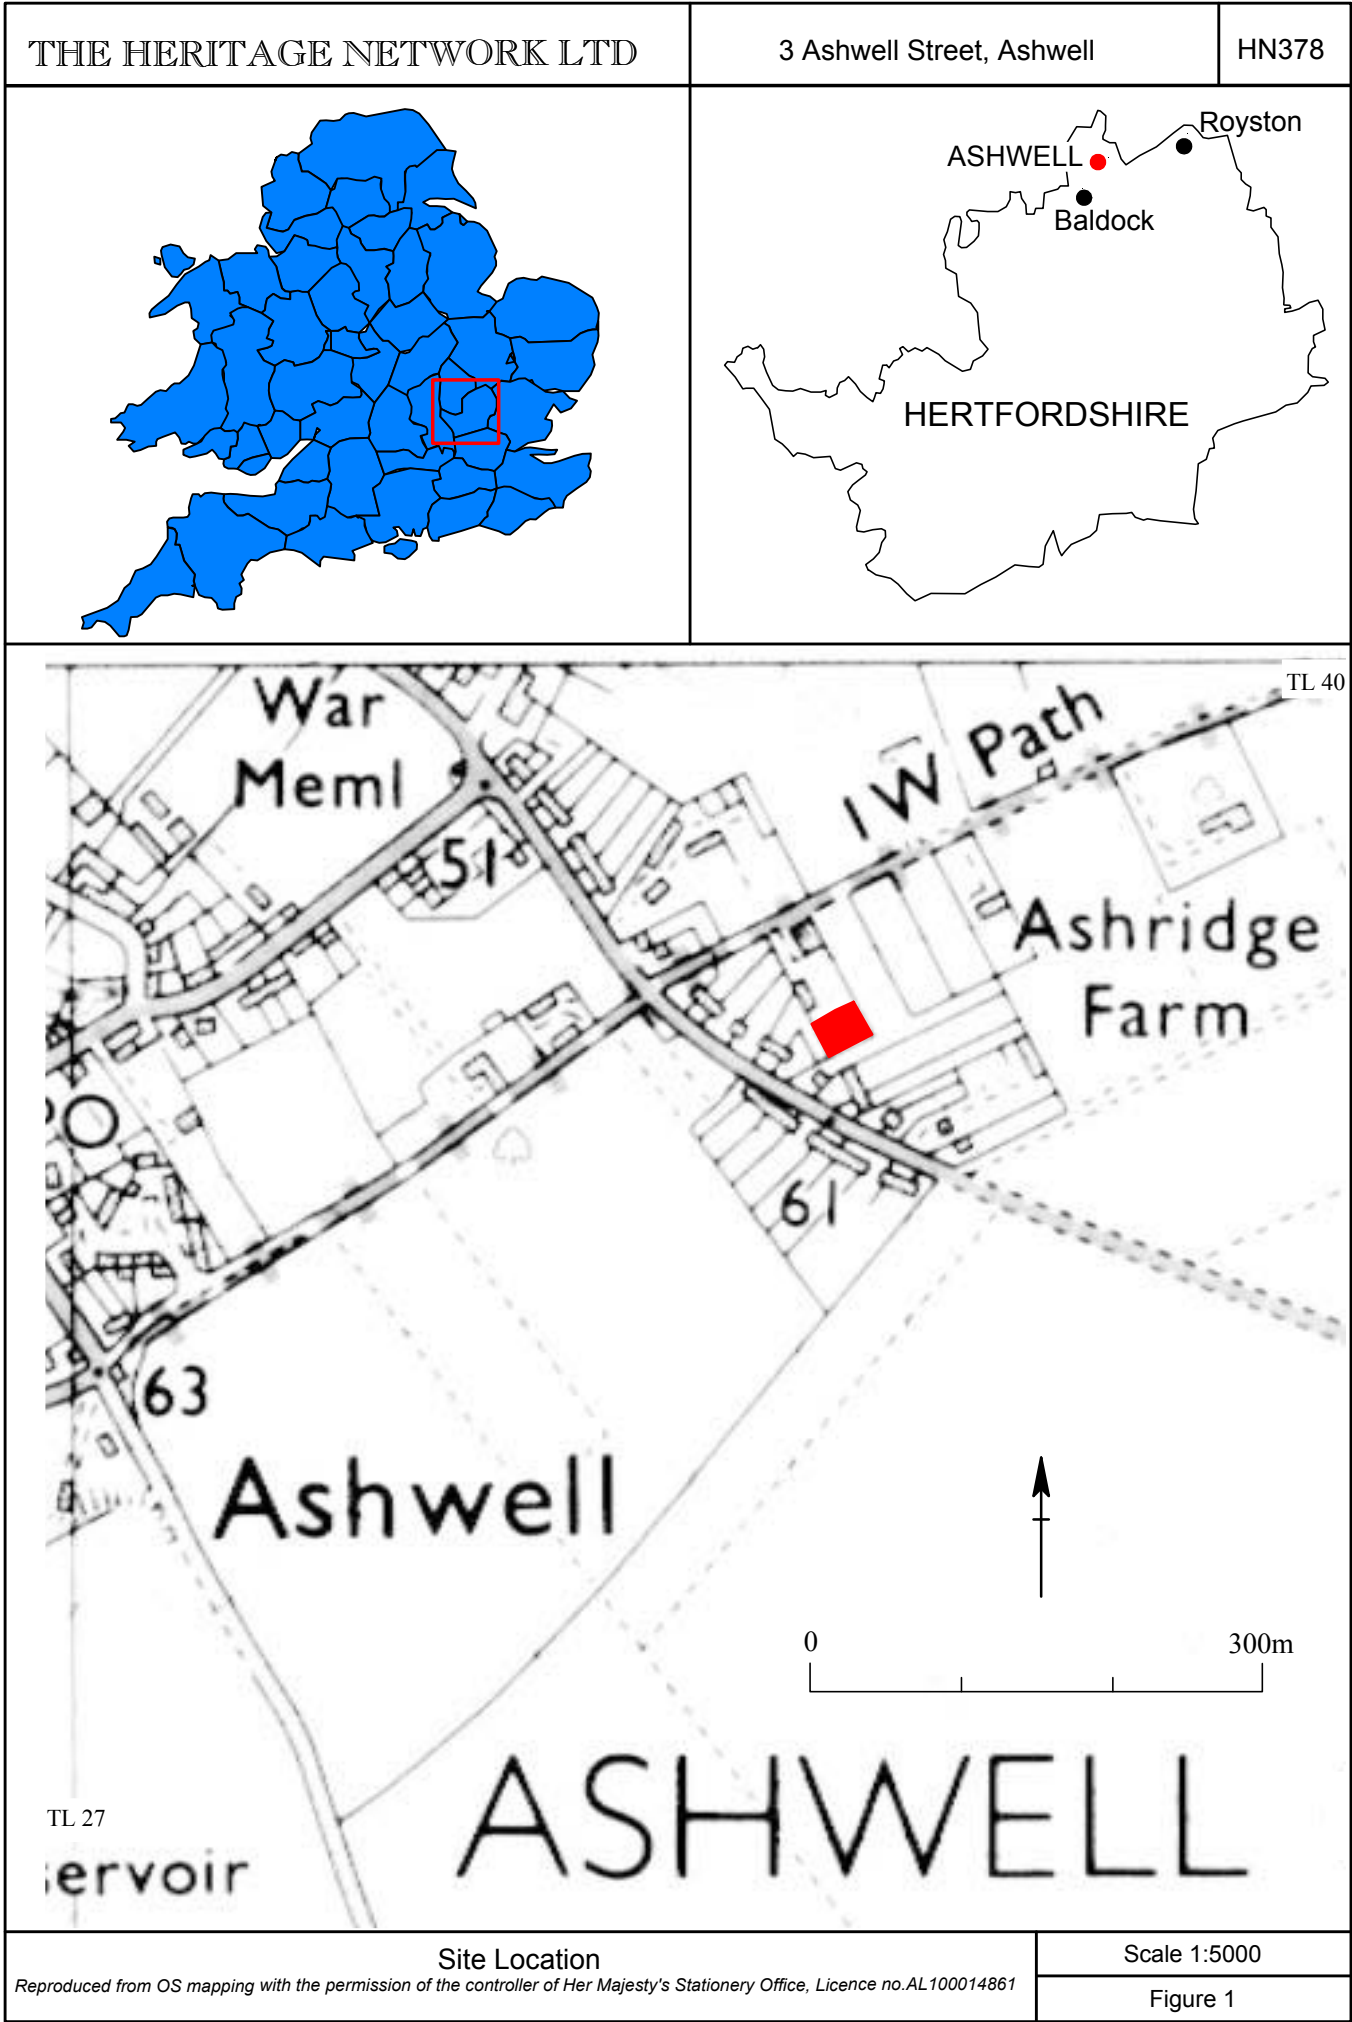 THE HERITAGE NETWORK LTD
3 Ashwell Street, Ashwell
HN378
Royston
ASHWELL
Baldock
HERTFORDSHIRE
TL 40
War
Meml
I W Path
51
Ashridge
Farm
61
63
Ashwell
0
300m
TL 27
ervoir
ASHWELL
Site Location
Reproduced from OS mapping with the permission of the controller of Her Majesty's Stationery Office, Licence no.AL100014861
Scale 1:5000
Figure 1